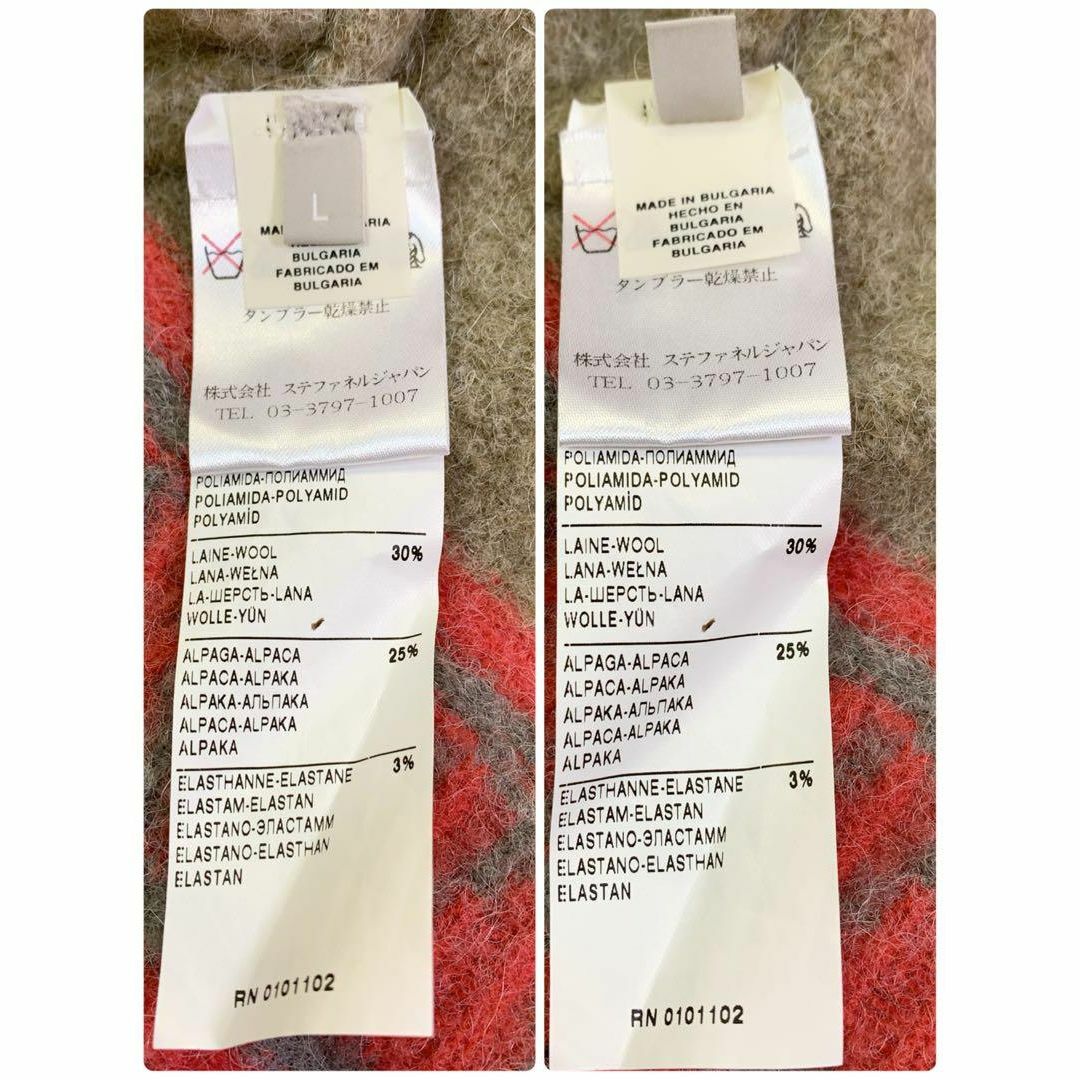 L
BULGARIA
FABRICADO EM
BULGARIA
タンブラー乾燥禁止
株式会社 ステファネルジャパン
TEL 03-3797-1007
POLIAMIDA-ПОЛИАММИД
POLIAMIDA-POLYAMID
POLYAMİD
LAINE-WOOL 30%
LANA-WEŁNA
LA-ШЕРСТЬ-LANA
WOLLE-YÜN
ALPAGA-ALPACA 25%
ALPACA-ALPAKA
ALPAKA-АЛЬПАКА
ALPACA-ALPAKA
ALPAKA
ELASTHANNE-ELASTANE 3%
ELASTAM-ELASTAN
ELASTANO-ЭЛАСТАММ
ELASTANO-ELASTHAN
ELASTAN
RN 0101102
MADE IN BULGARIA
HECHO EN
BULGARIA
FABRICADO EM
BULGARIA
タンブラー乾燥禁止
株式会社 ステファネルジャパン
TEL 03-3797-1007
POLIAMIDA-ПОЛИАММИД
POLIAMIDA-POLYAMID
POLYAMİD
LAINE-WOOL 30%
LANA-WEŁNA
LA-ШЕРСТЬ-LANA
WOLLE-YÜN
ALPAGA-ALPACA 25%
ALPACA-ALPAKA
ALPAKA-АЛЬПАКА
ALPACA-ALPAKA
ALPAKA
ELASTHANNE-ELASTANE 3%
ELASTAM-ELASTAN
ELASTANO-ЭЛАСТАММ
ELASTANO-ELASTHAN
ELASTAN
RN 0101102